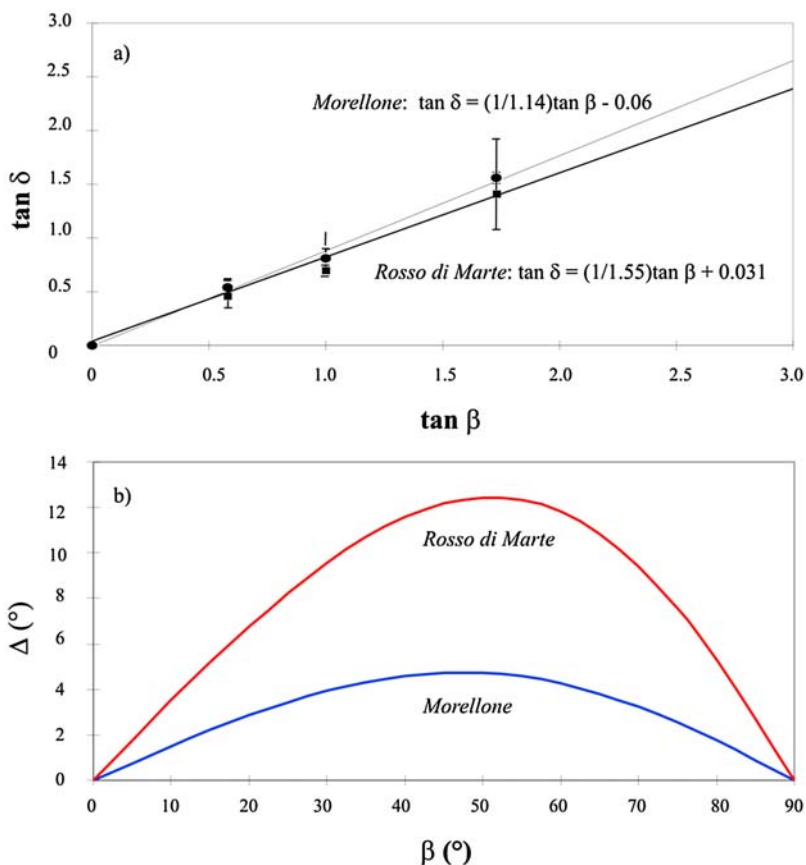 3.0
a)
2.5
Morellone: tan δ = (1/1.14)tan β - 0.06
2.0
tan δ
1.5
1.0
Rosso di Marte: tan δ = (1/1.55)tan β + 0.031
0.5
0
0 0.5 1.0 1.5 2.0 2.5 3.0
tan β
14
b)
12
Rosso di Marte
10
8
Δ (°)
6
4
Morellone
2
0
0 10 20 30 40 50 60 70 80 90
β (°)